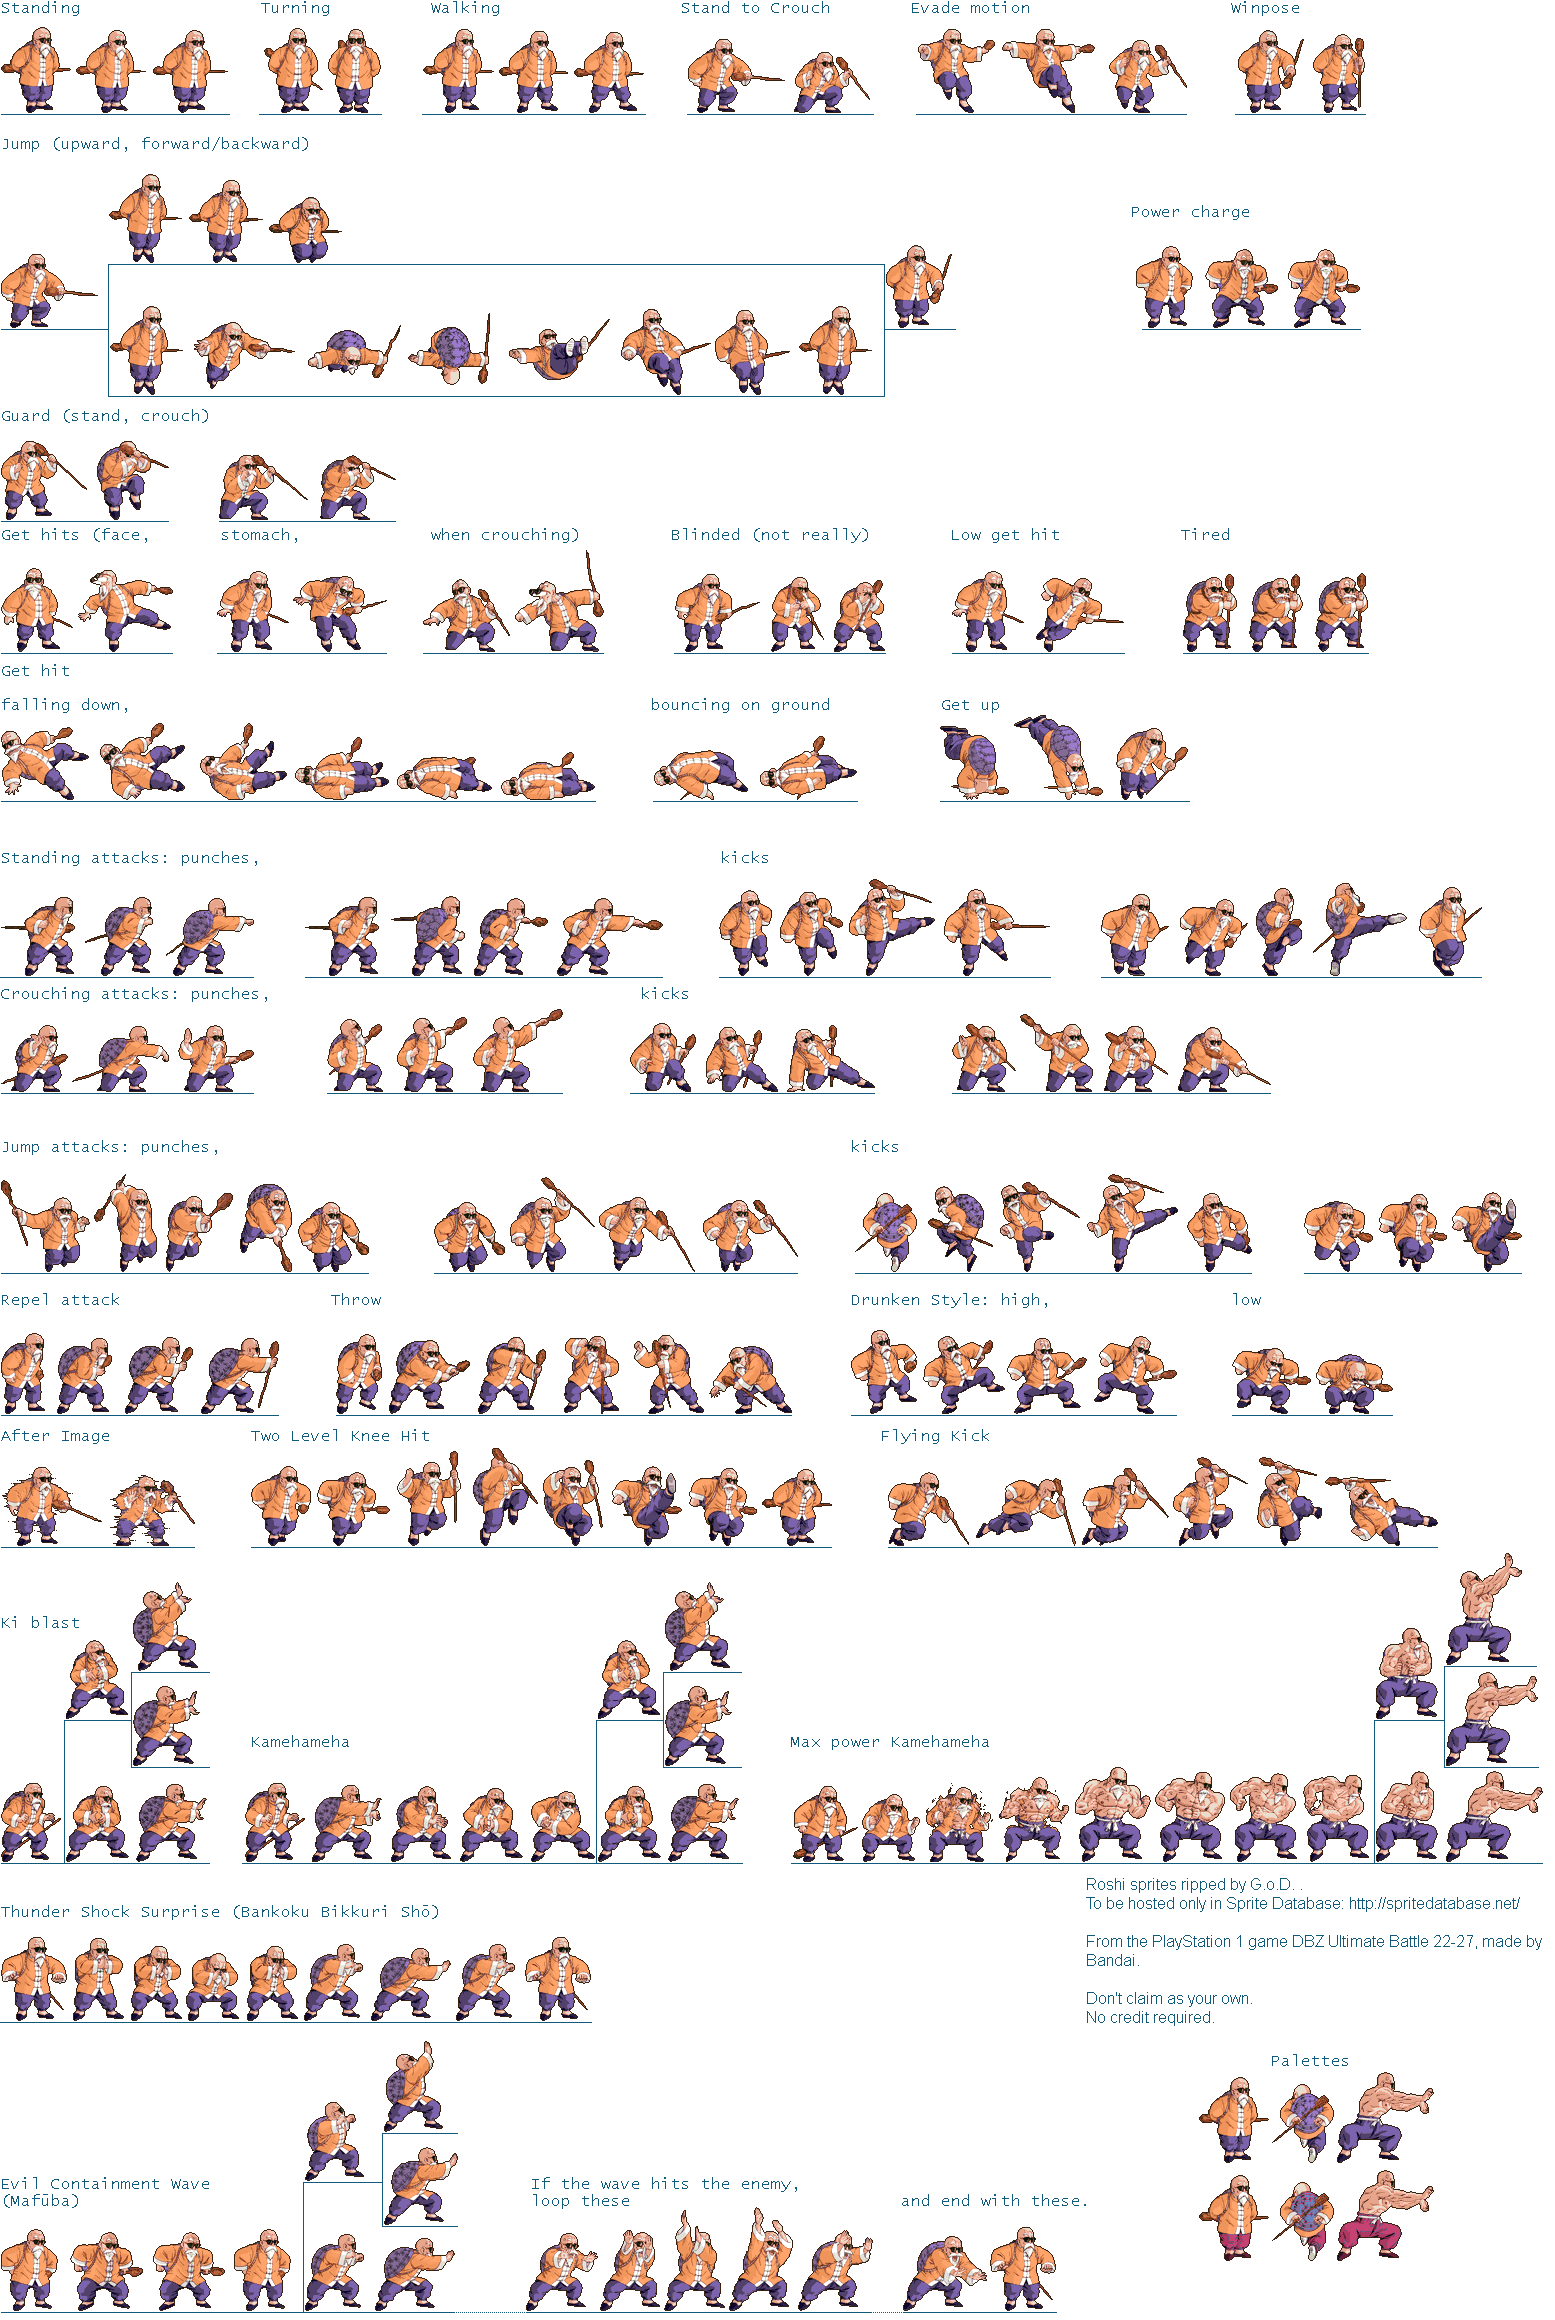 Standing
Turning
Walking
Stand to Crouch
Evade motion
Winpose
Jump (upward, forward/backward)
Power charge
Guard (stand, crouch)
Get hits (face,
stomach,
when crouching)
Blinded (not really)
Low get hit
Tired
Get hit
falling down,
bouncing on ground
Get up
Standing attacks: punches,
kicks
Crouching attacks: punches,
kicks
Jump attacks: punches,
kicks
Repel attack
Throw
Drunken Style: high,
low
After Image
Two Level Knee Hit
Flying Kick
Ki blast
Kamehameha
Max power Kamehameha
Roshi sprites ripped by G.o.D. .
To be hosted only in Sprite Database: http://spritedatabase.net/
From the PlayStation 1 game DBZ Ultimate Battle 22-27, made by
Bandai.
Don't claim as your own.
No credit required.
Thunder Shock Surprise (Bankoku Bikkuri Shō)
Palettes
Evil Containment Wave
(Mafūba)
If the wave hits the enemy,
loop these
and end with these.